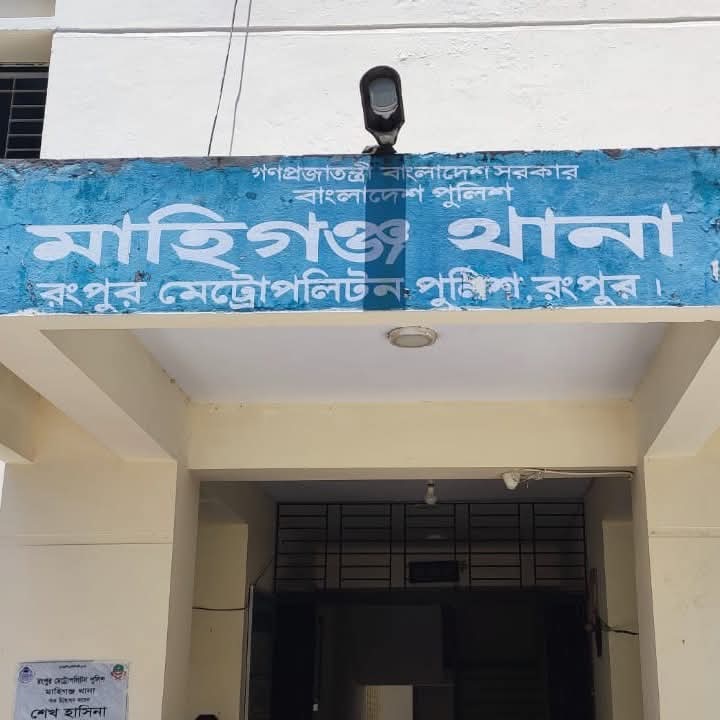 গণপ্রজাতন্ত্রী বাংলাদেশ সরকার
বাংলাদেশ পুলিশ
মাহিগঞ্জ থানা
রংপুর মেট্রোপলিটন পুলিশ, রংপুর।
রংপুর মেট্রোপলিটন পুলিশ
মাহিগঞ্জ থানা
শেখ হাসিনা